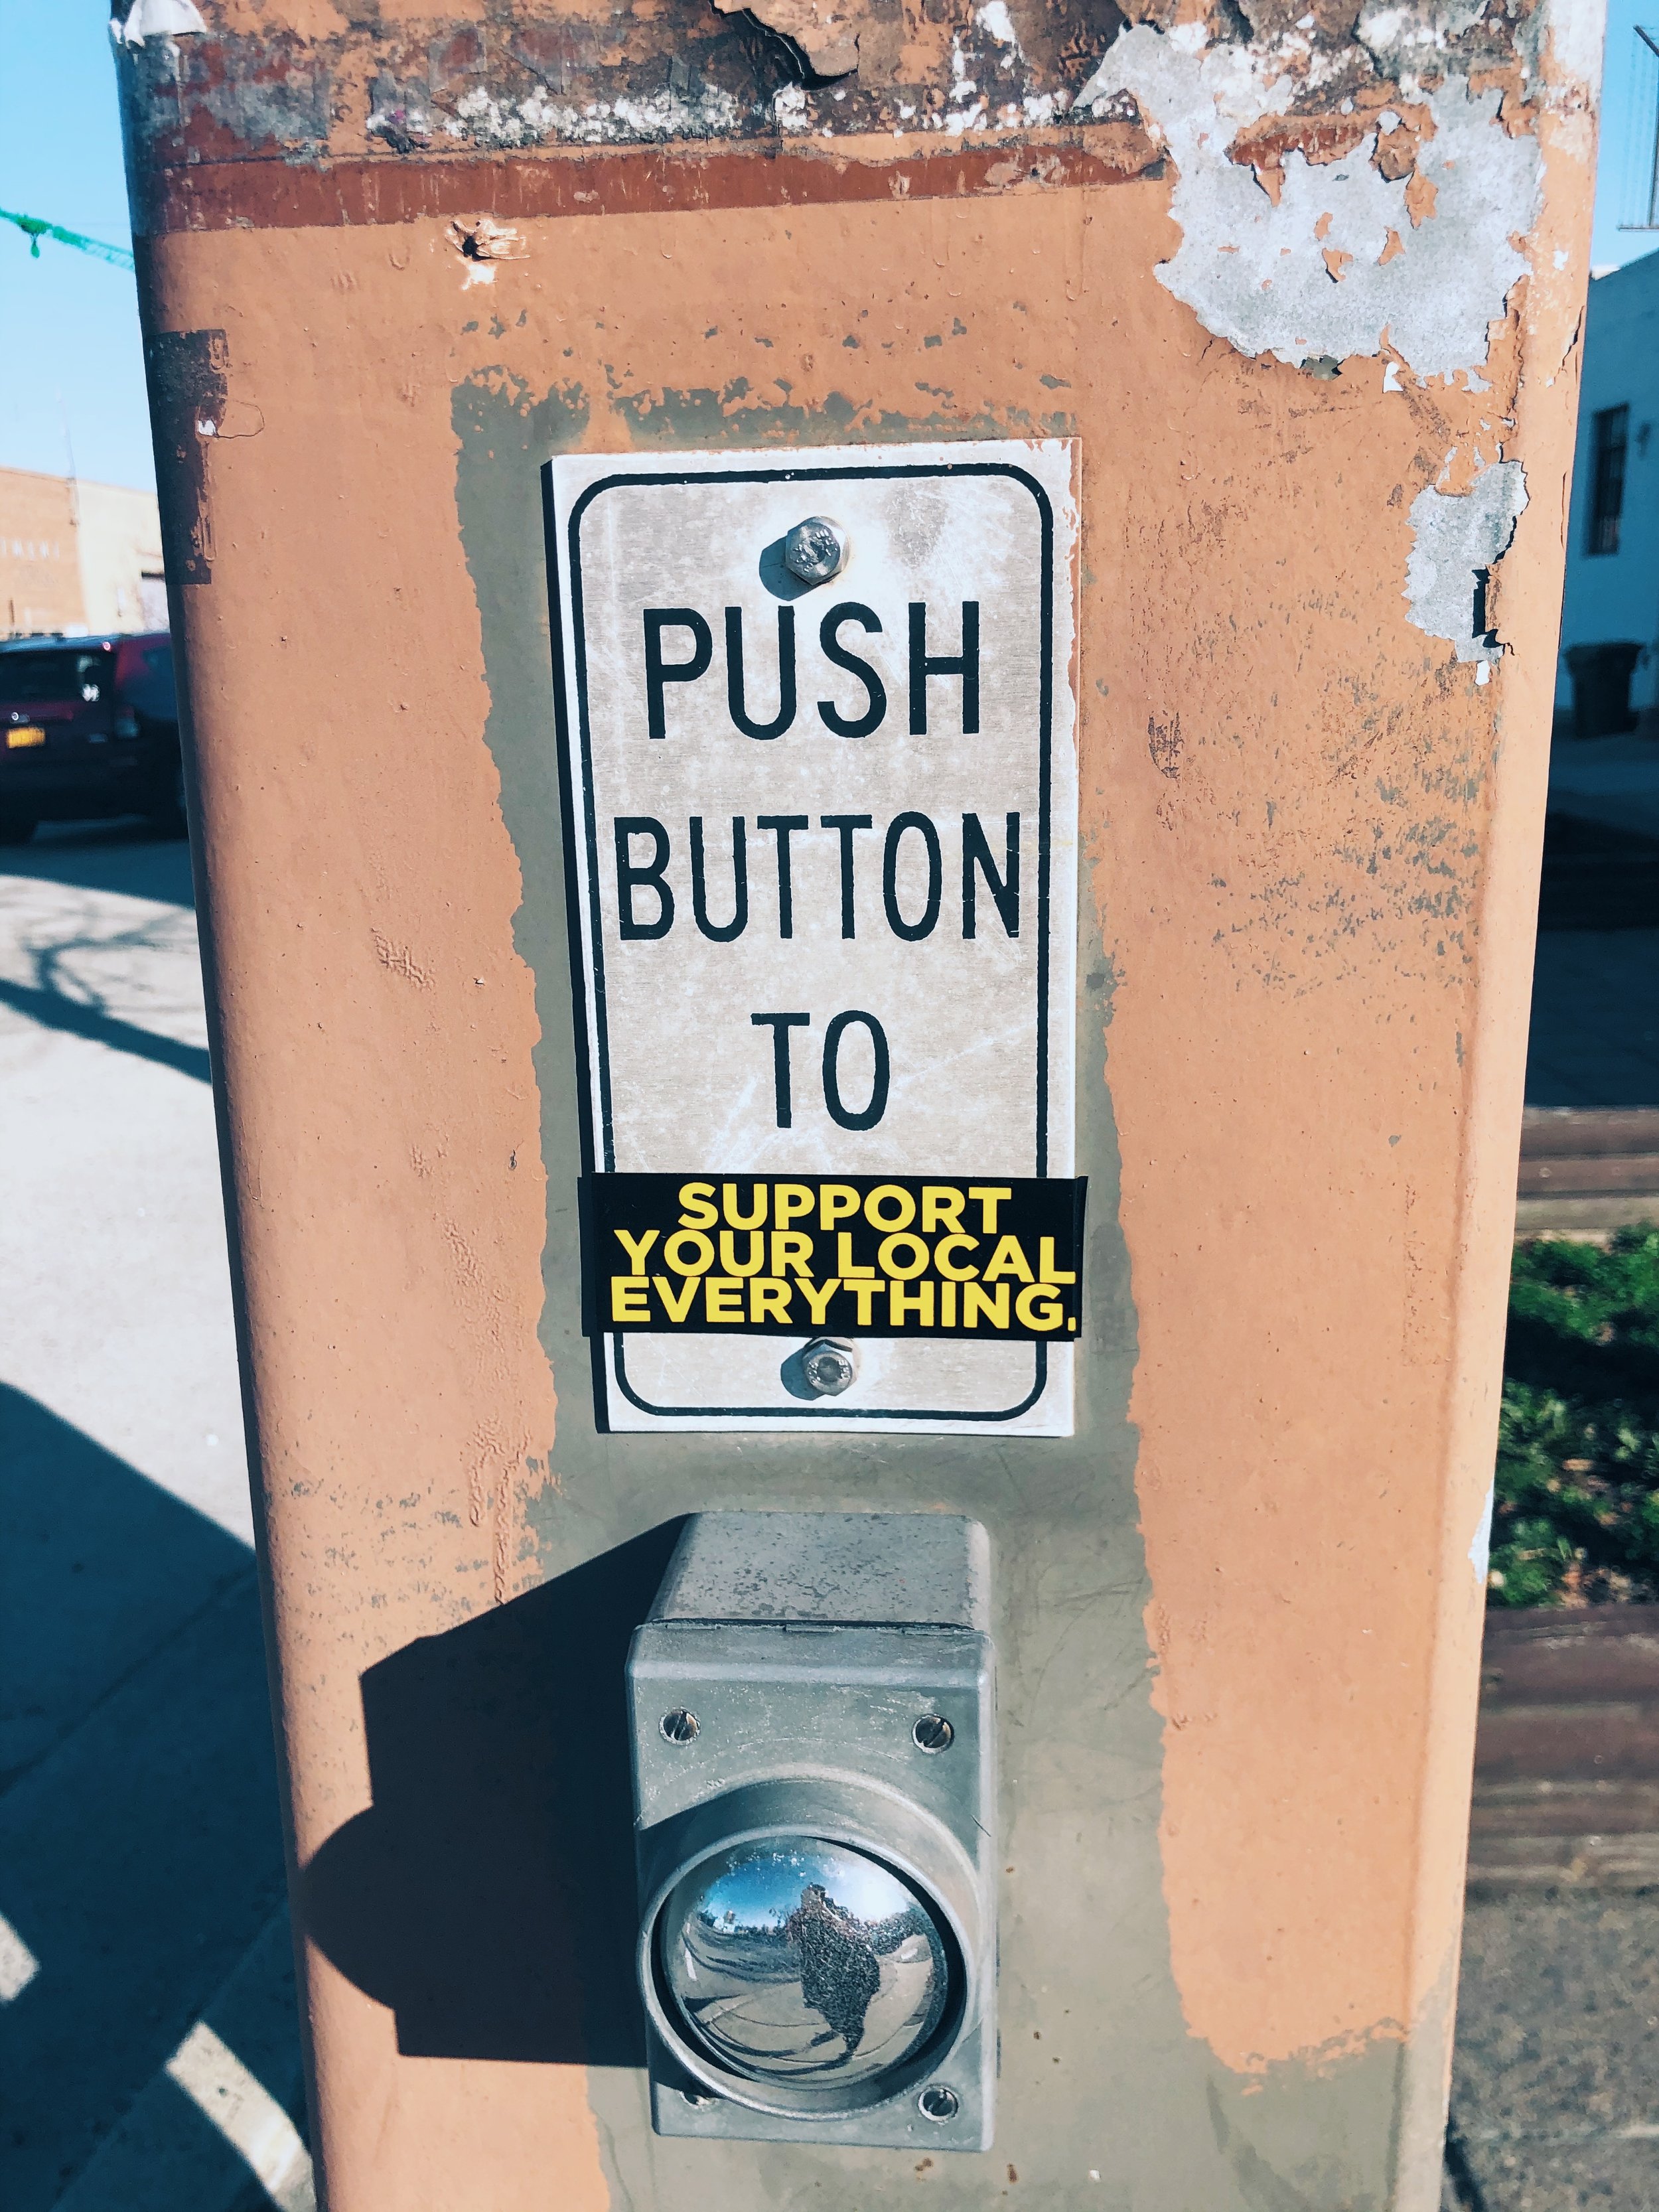 PUSH
BUTTON
TO
SUPPORT
YOUR LOCAL
EVERYTHING.